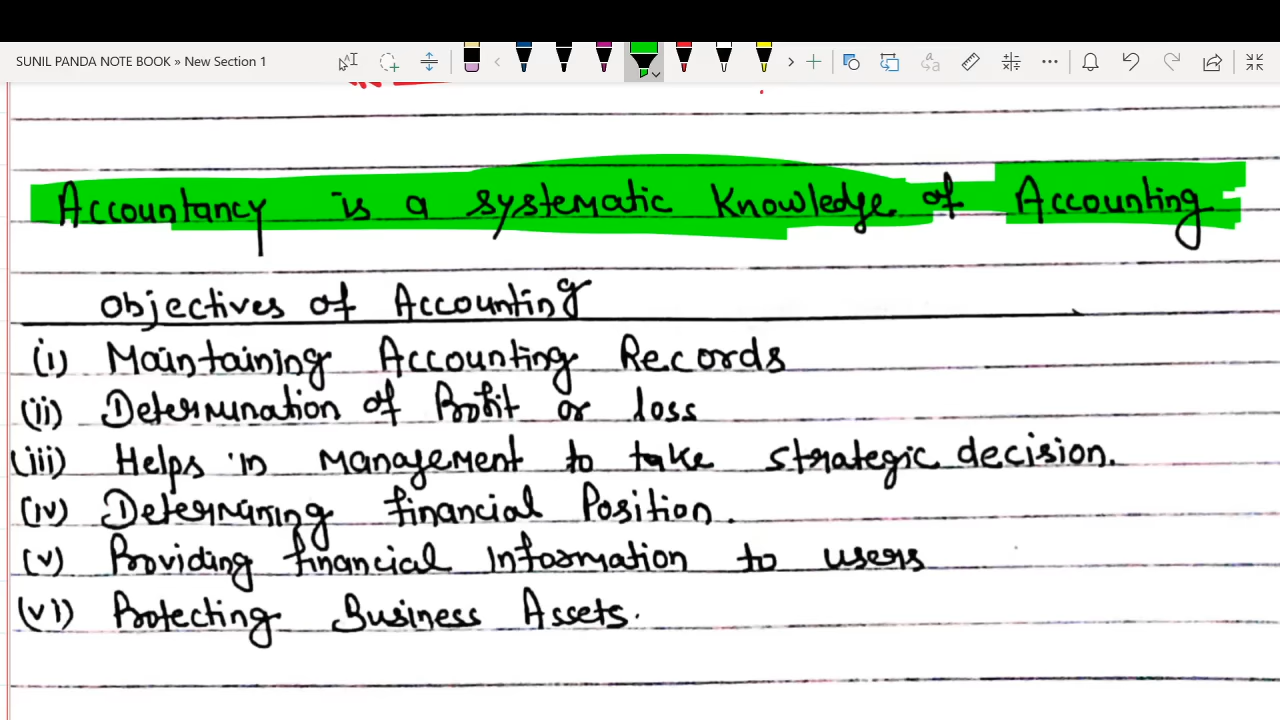 SUNIL PANDA NOTE BOOK » New Section 1
Accountancy is a systematic Knowledge of Accounting
Objectives of Accounting
(i) Maintaining Accounting Records
(ii) Determination of Profit or loss
(iii) Helps in management to take strategic decision.
(iv) Determining financial Position.
(v) Providing financial Information to users
(vi) Protecting Business Assets.